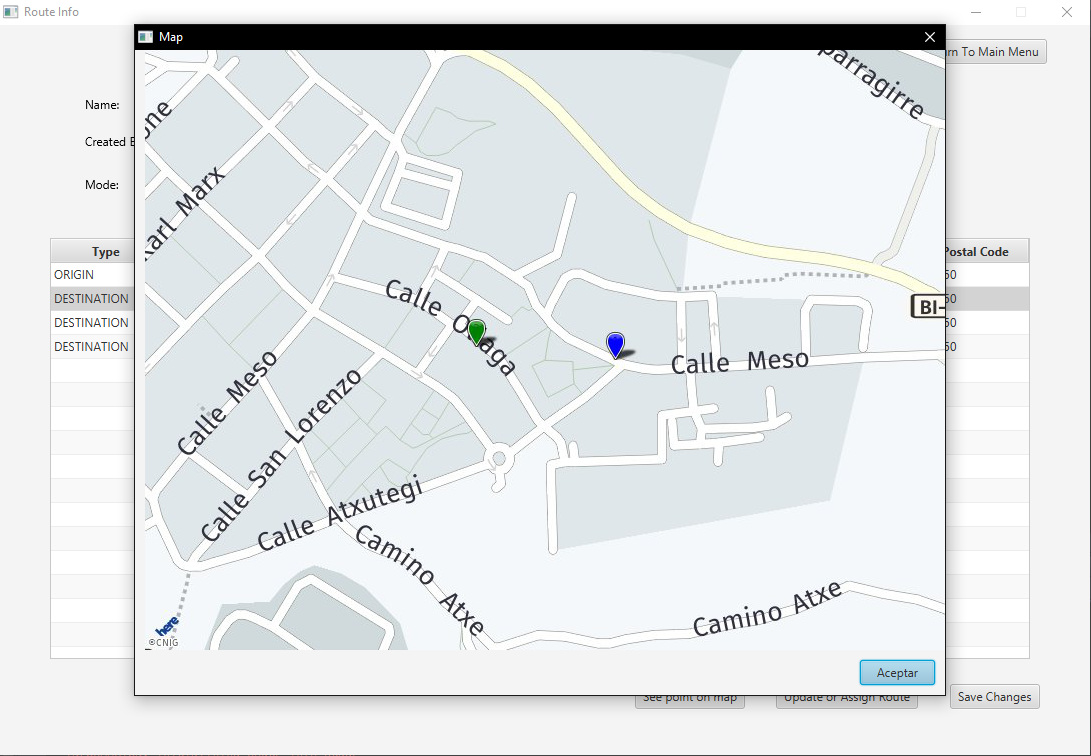 Route Info
Map
rn To Main Menu
Name:
Created
Mode:
Type
Postal Code
ORIGIN
50
DESTINATION
50
DESTINATION
50
DESTINATION
50
parragirre
one
Karl Marx
Calle
BI-
Calle Meso
Calle Meso
Calle San Lorenzo
Calle Atxutegi
Camino Atxe
Camino Atxe
here
©CNIG
Aceptar
See point on map
Update or Assign Route
Save Changes